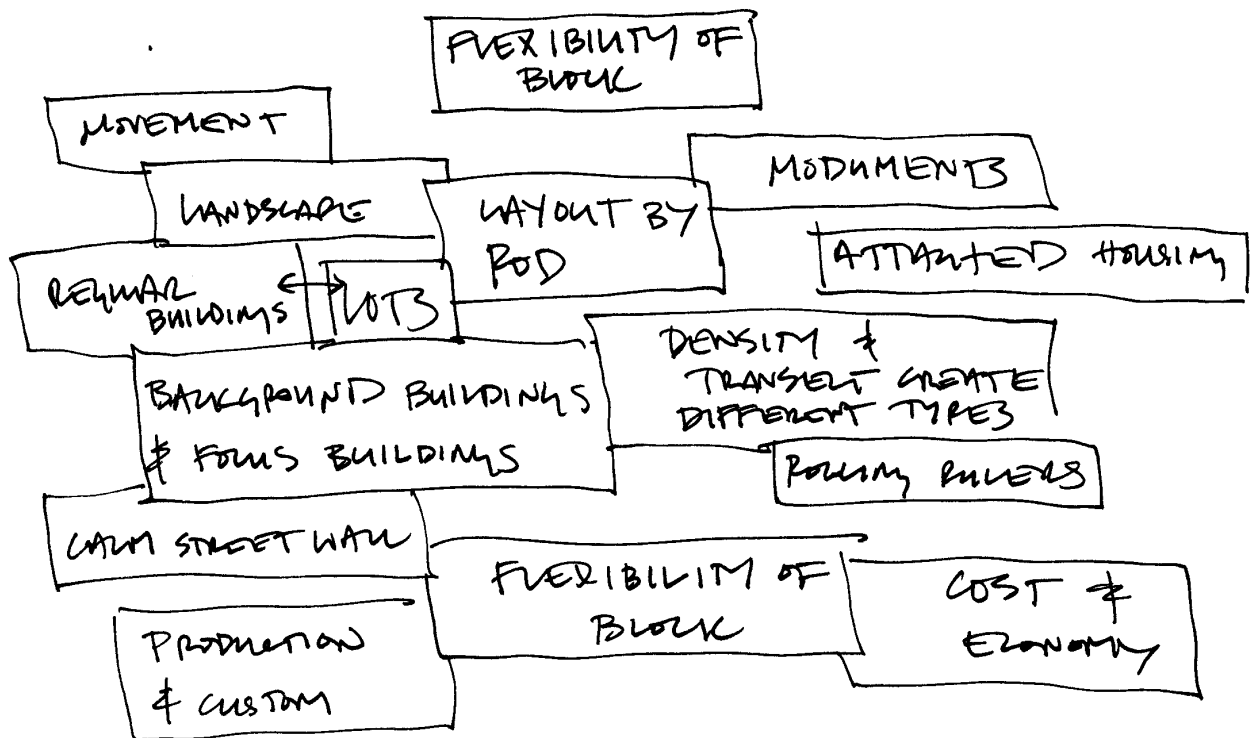 FLEXIBILITY OF
BLOCK
MOVEMENT
MONUMENTS
LANDSCAPE
LAYOUT BY
ROD
ATTACHED HOUSING
REGULAR
BUILDINGS
LOTS
DENSITY &
TRANSECT CREATE
DIFFERENT TYPES
BACKGROUND BUILDINGS
& FOCUS BUILDINGS
ROLLING RULERS
CALM STREET WALL
FLEXIBILITY OF
BLOCK
COST &
ECONOMY
PRODUCTION
& CUSTOM